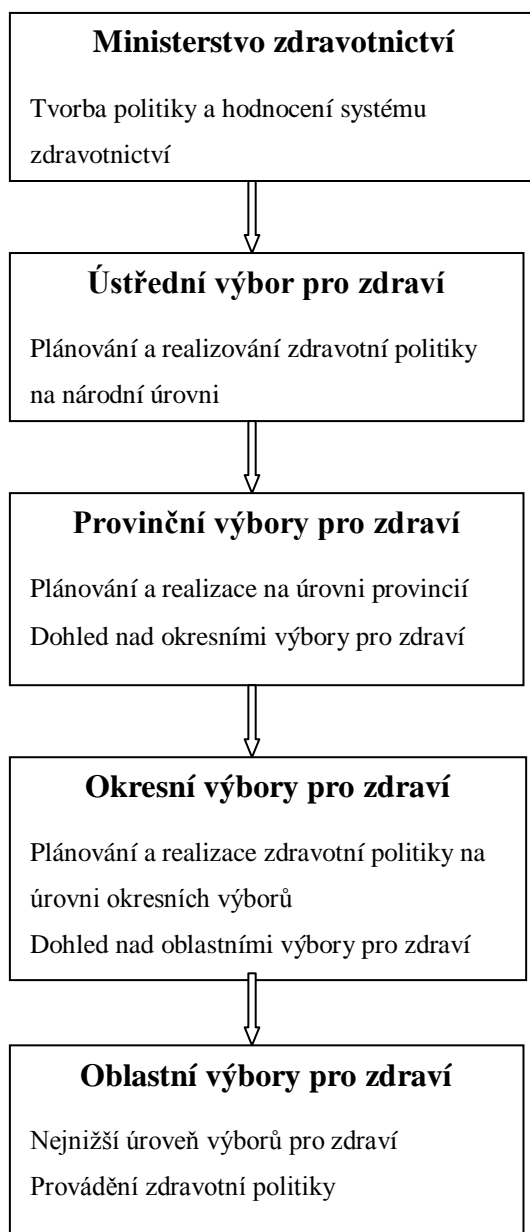 Ministerstvo zdravotnictví
Tvorba politiky a hodnocení systému
zdravotnictví
Ústřední výbor pro zdraví
Plánování a realizování zdravotní politiky
na národní úrovni
Provinční výbory pro zdraví
Plánování a realizace na úrovni provincií
Dohled nad okresními výbory pro zdraví
Okresní výbory pro zdraví
Plánování a realizace zdravotní politiky na
úrovni okresních výborů
Dohled nad oblastními výbory pro zdraví
Oblastní výbory pro zdraví
Nejnižší úroveň výborů pro zdraví
Provádění zdravotní politiky